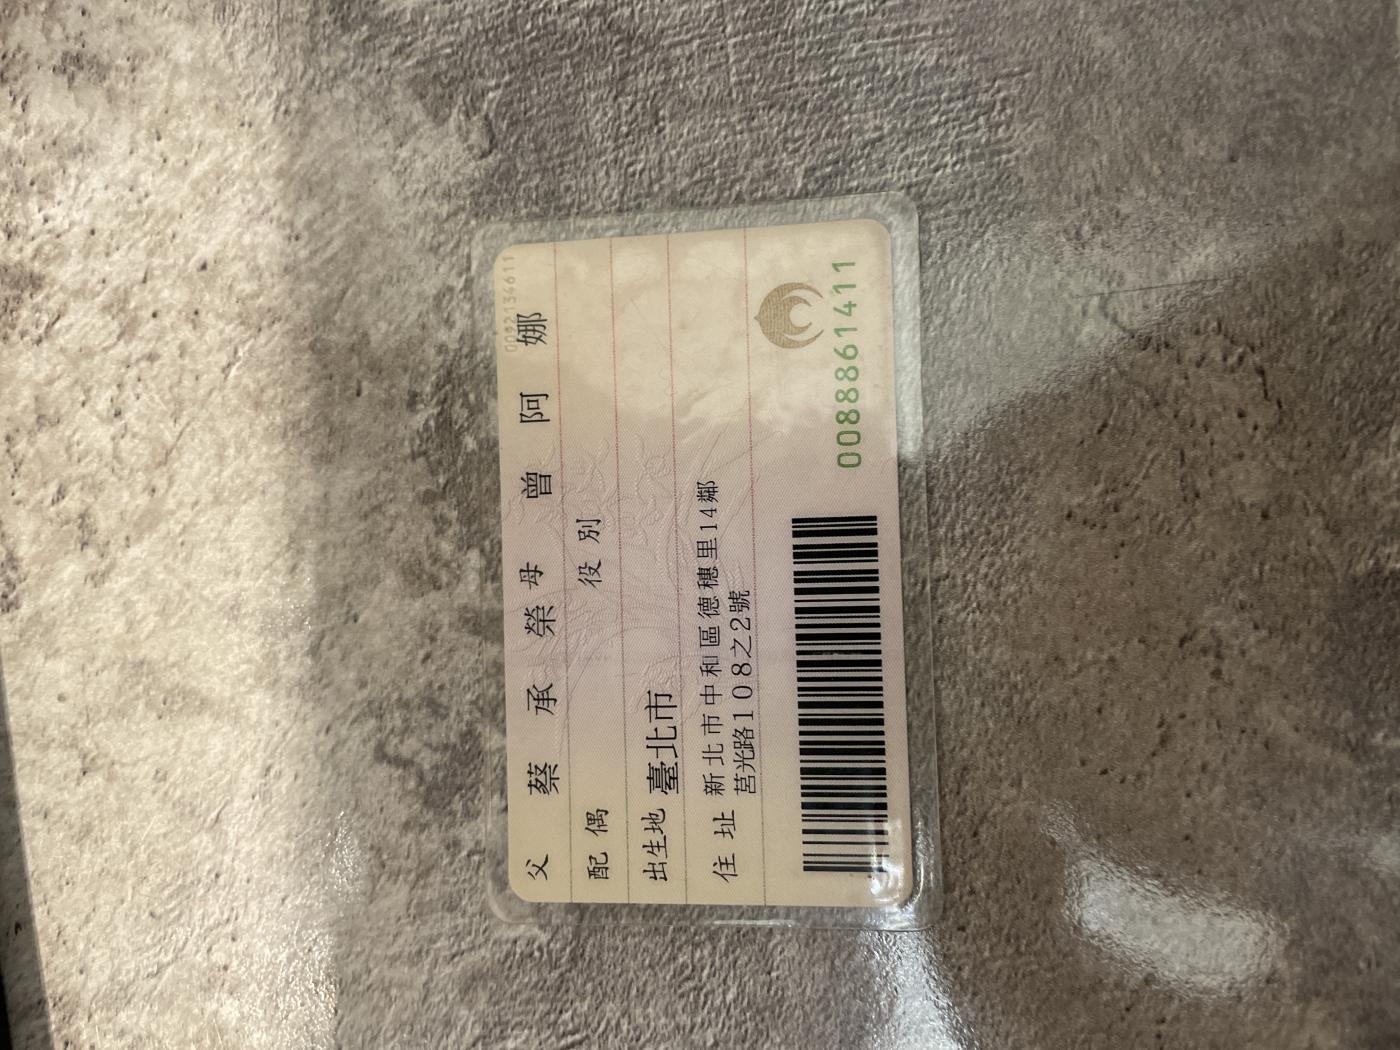 0092134611
父 蔡 承 榮 母 曾 阿 娜
配偶 役別
出生地 臺北市
住址 新北市中和區德穗里14鄰
莒光路108之2號
0088861411